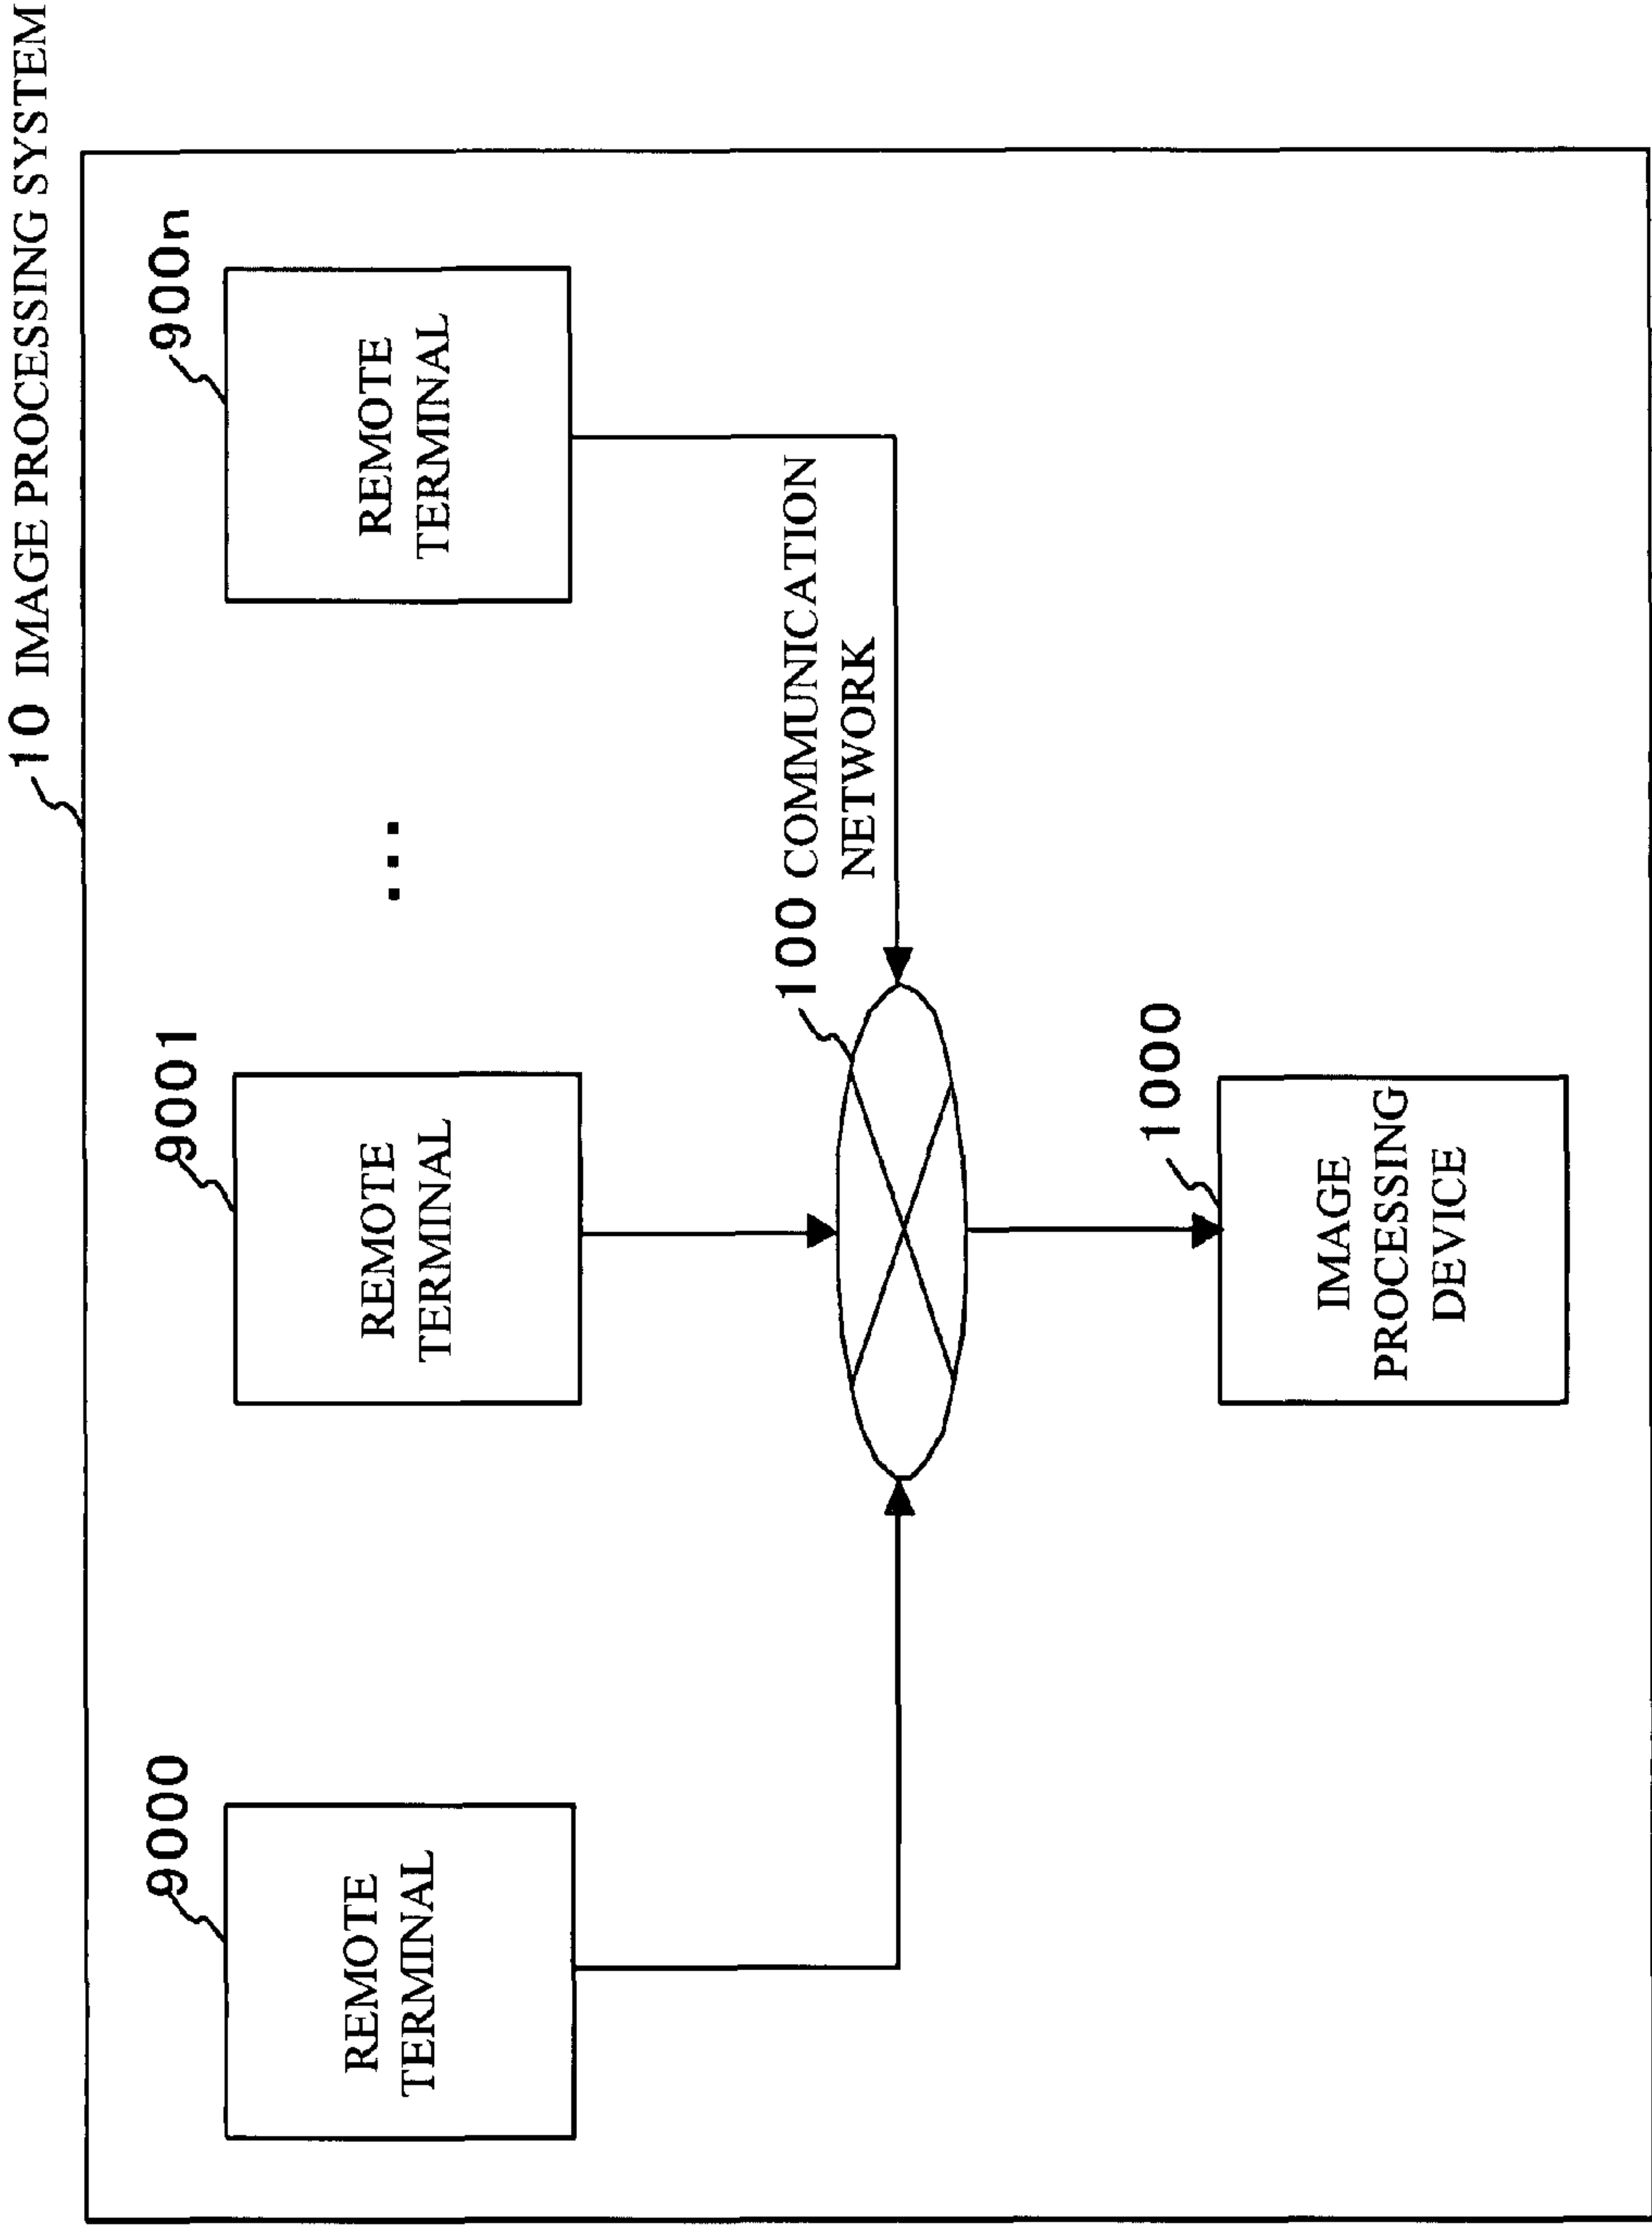 10 IMAGE PROCESSING SYSTEM
9000
REMOTE
TERMINAL
9001
REMOTE
TERMINAL
...
900n
REMOTE
TERMINAL
100 COMMUNICATION
NETWORK
1000
IMAGE
PROCESSING
DEVICE